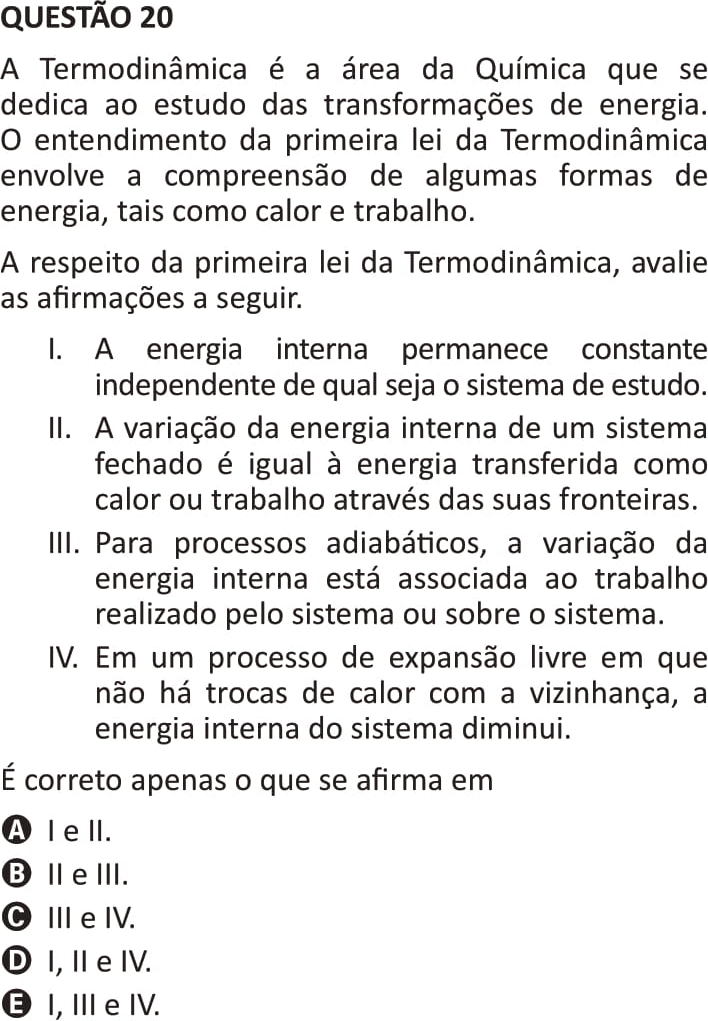 QUESTÃO 20
A Termodinâmica é a área da Química que se
dedica ao estudo das transformações de energia.
O entendimento da primeira lei da Termodinâmica
envolve a compreensão de algumas formas de
energia, tais como calor e trabalho.
A respeito da primeira lei da Termodinâmica, avalie
as afirmações a seguir.
I. A energia interna permanece constante
independente de qual seja o sistema de estudo.
II. A variação da energia interna de um sistema
fechado é igual à energia transferida como
calor ou trabalho através das suas fronteiras.
III. Para processos adiabáticos, a variação da
energia interna está associada ao trabalho
realizado pelo sistema ou sobre o sistema.
IV. Em um processo de expansão livre em que
não há trocas de calor com a vizinhança, a
energia interna do sistema diminui.
É correto apenas o que se afirma em
A I e II.
B II e III.
C III e IV.
D I, II e IV.
E I, III e IV.